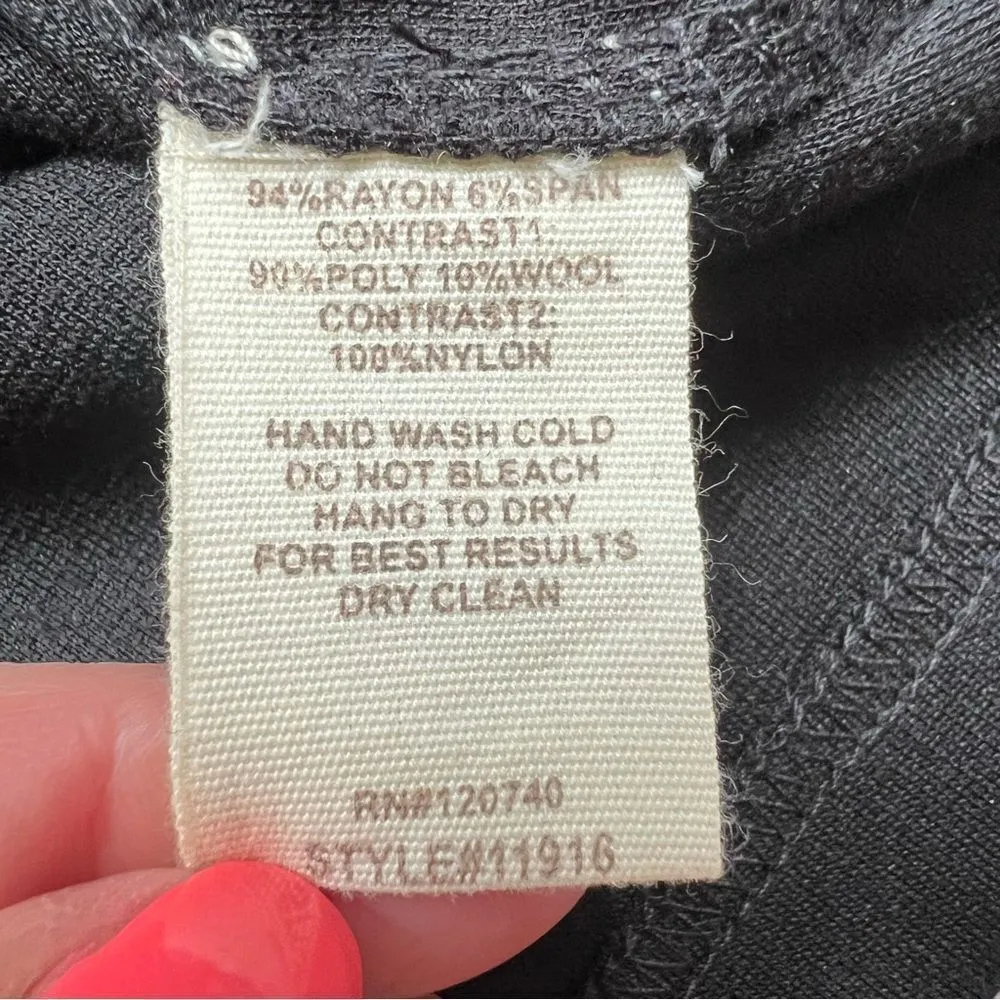 94%RAYON 6%SPAN
CONTRAST1:
90%POLY 10%WOOL
CONTRAST2:
100%NYLON
HAND WASH COLD
DO NOT BLEACH
HANG TO DRY
FOR BEST RESULTS
DRY CLEAN
RN#120740
STYLE#11916